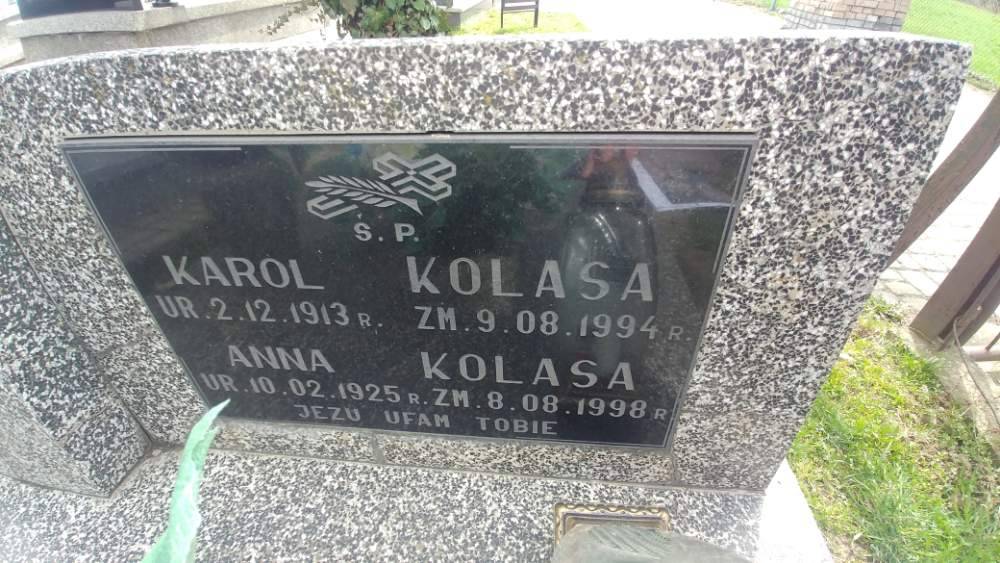 Ś. P.
KAROL KOLASA
UR. 2.12.1913 R. ZM. 9.08.1994 R
ANNA KOLASA
UR. 10.02.1925 R. ZM. 8.08.1998 R
JEZU UFAM TOBIE